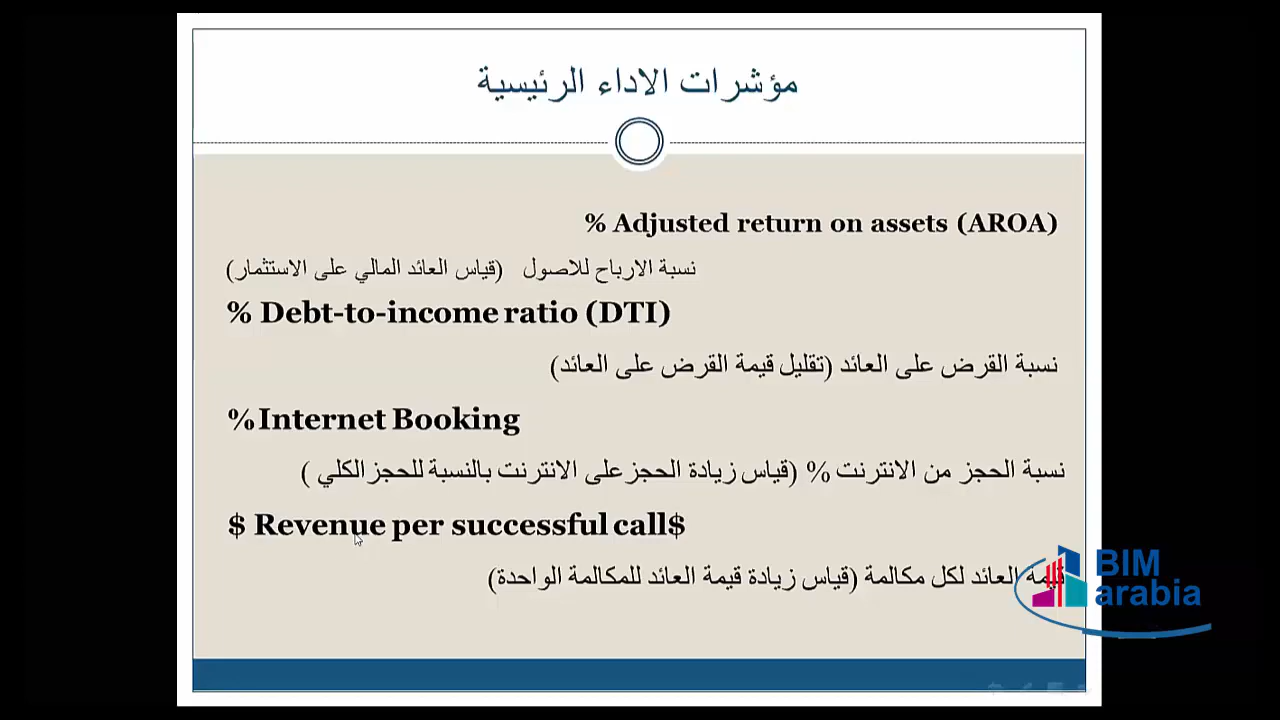 مؤشرات الاداء الرئيسية
% Adjusted return on assets (AROA)
نسبة الارباح للاصول (قياس العائد المالي على الاستثمار)
% Debt-to-income ratio (DTI)
نسبة القرض على العائد (تقليل قيمة القرض على العائد)
% Internet Booking
نسبة الحجز من الانترنت % (قياس زيادة الحجز على الانترنت بالنسبة للحجز الكلي )
$ Revenue per successful call$
قيمه العائد لكل مكالمة (قياس زيادة قيمة العائد للمكالمة الواحدة)
BIM
arabia